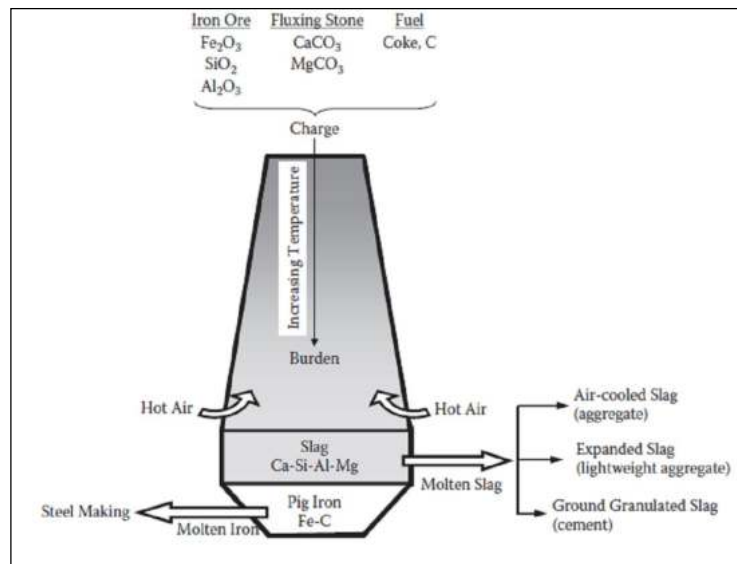 Iron Ore Fluxing Stone Fuel
Fe₂O₃ CaCO₃ Coke, C
SiO₂ MgCO₃
Al₂O₃
Charge
Increasing Temperature
Burden
Hot Air
Hot Air
Slag
Ca-Si-Al-Mg
Molten Slag
Air-cooled Slag
(aggregate)
Expanded Slag
(lightweight aggregate)
Ground Granulated Slag
(cement)
Pig Iron
Fe-C
Steel Making
Molten Iron